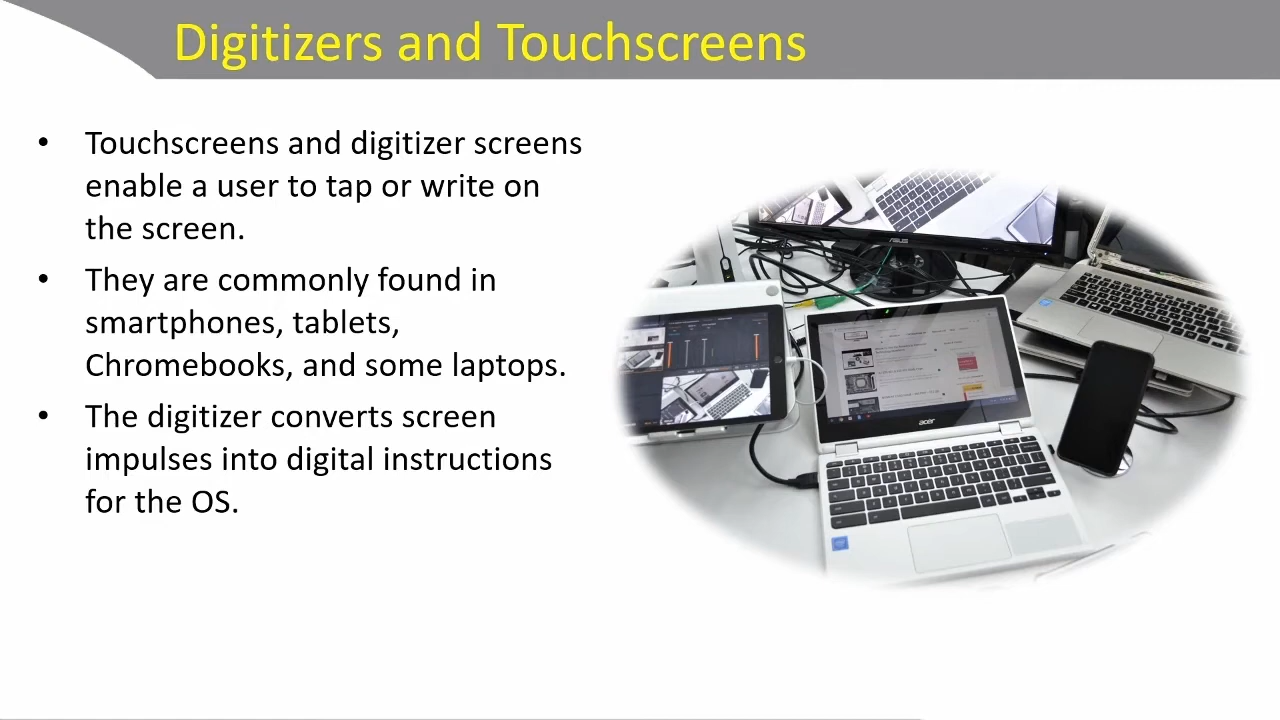 Digitizers and Touchscreens
• Touchscreens and digitizer screens
enable a user to tap or write on
the screen.
• They are commonly found in
smartphones, tablets,
Chromebooks, and some laptops.
• The digitizer converts screen
impulses into digital instructions
for the OS.
ASUS
acer